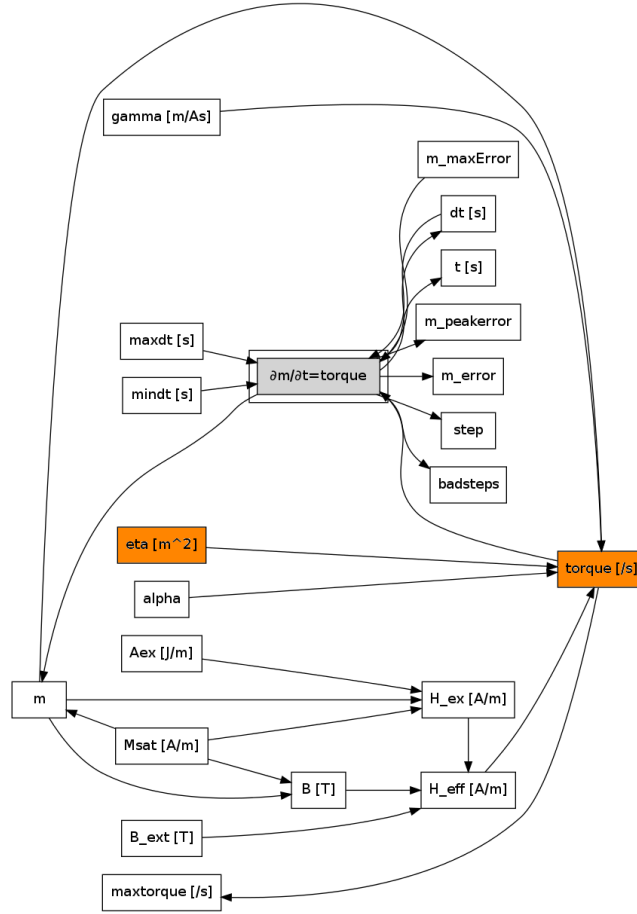 gamma [m/As]
m_maxError
dt [s]
t [s]
m_peakerror
maxdt [s]
∂m/∂t=torque
m_error
mindt [s]
step
badsteps
eta [m^2]
torque [/s]
alpha
Aex [J/m]
m
H_ex [A/m]
Msat [A/m]
B [T]
H_eff [A/m]
B_ext [T]
maxtorque [/s]